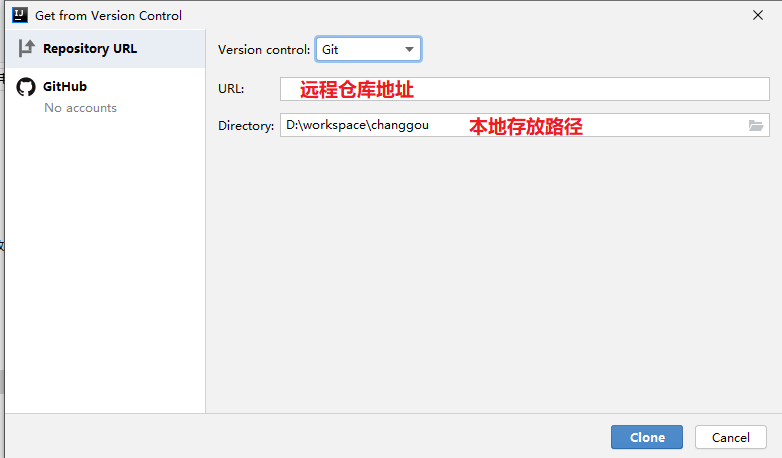 Get from Version Control
Repository URL
GitHub
No accounts
Version control: Git
URL: 远程仓库地址
Directory: D:\workspace\changgou 本地存放路径
Clone Cancel